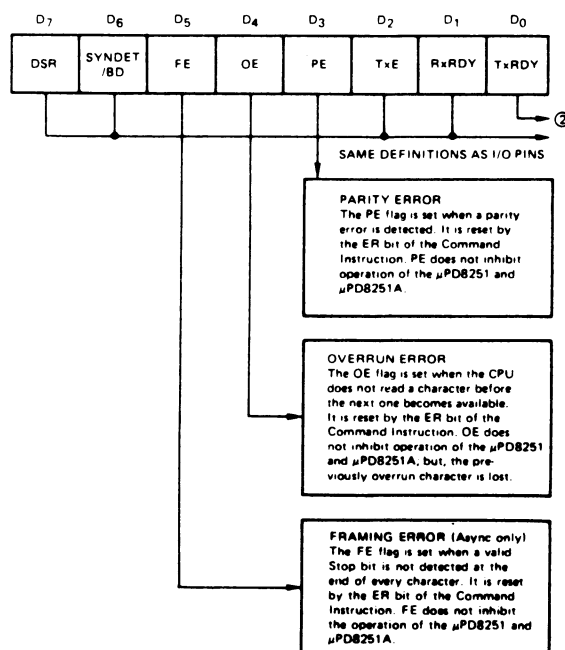 D7 D6 D5 D4 D3 D2 D1 D0
DSR SYNDET/BD FE OE PE TxE RxRDY TxRDY
②
SAME DEFINITIONS AS I/O PINS
PARITY ERROR
The PE flag is set when a parity
error is detected. It is reset by
the ER bit of the Command
Instruction. PE does not inhibit
operation of the μPD8251 and
μPD8251A.
OVERRUN ERROR
The OE flag is set when the CPU
does not read a character before
the next one becomes available.
It is reset by the ER bit of the
Command Instruction. OE does
not inhibit operation of the μPD8251
and μPD8251A; but, the pre-
viously overrun character is lost.
FRAMING ERROR (Async only)
The FE flag is set when a valid
Stop bit is not detected at the
end of every character. It is reset
by the ER bit of the Command
Instruction. FE does not inhibit
the operation of the μPD8251 and
μPD8251A.